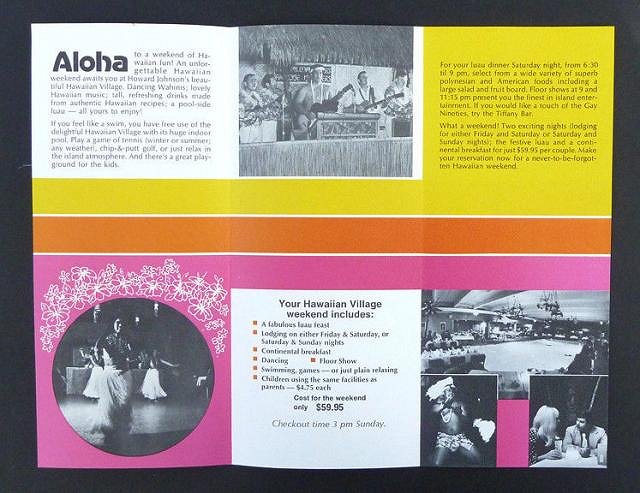 Aloha to a weekend of Ha-
waiian fun! An unfor-
gettable Hawaiian
weekend awaits you at Howard Johnson's beau-
tiful Hawaiian Village. Dancing Wahinis; lovely
Hawaiian music; tall, refreshing drinks made
from authentic Hawaiian recipes; a pool-side
luau — all yours to enjoy!
If you feel like a swim, you have free use of the
delightful Hawaiian Village with its huge indoor
pool. Play a game of tennis (winter or summer;
any weather), chip-&-putt golf, or just relax in
the island atmosphere. And there's a great play-
ground for the kids.
For your luau dinner Saturday night, from 6:30
til 9 pm, select from a wide variety of superb
polynesian and American foods including a
large salad and fruit board. Floor shows at 9 and
11:15 pm present you the finest in island enter-
tainment. If you would like a touch of the Gay
Nineties, try the Tiffany Bar.
What a weekend! Two exciting nights (lodging
for either Friday and Saturday or Saturday and
Sunday nights); the festive luau and a conti-
nental breakfast for just $59.95 per couple. Make
your reservation now for a never-to-be-forgot-
ten Hawaiian weekend.
Your Hawaiian Village
weekend includes:
A fabulous luau feast
Lodging on either Friday & Saturday, or
Saturday & Sunday nights
Continental breakfast
Dancing Floor Show
Swimming, games — or just plain relaxing
Children using the same facilities as
parents — $4.75 each
Cost for the weekend
only $59.95
Checkout time 3 pm Sunday.